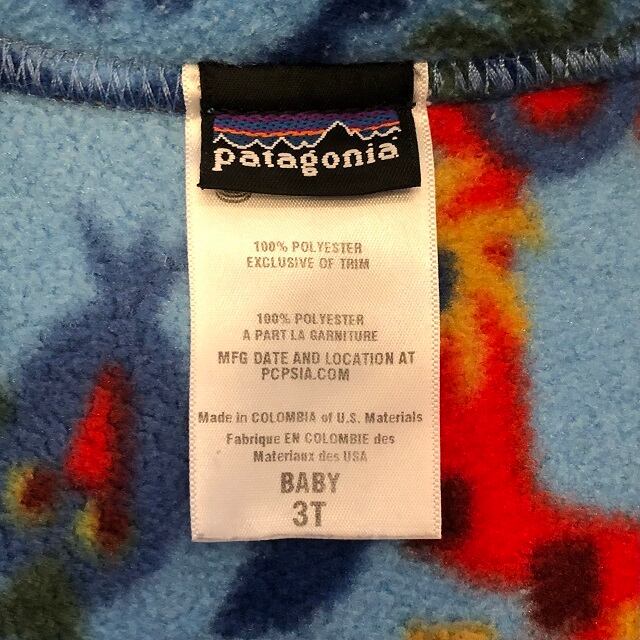 patagonia
100% POLYESTER
EXCLUSIVE OF TRIM
100% POLYESTER
A PART LA GARNITURE
MFG DATE AND LOCATION AT
PCPSIA.COM
Made in COLOMBIA of U.S. Materials
Fabrique EN COLOMBIE des
Materiaux des USA
BABY
3T